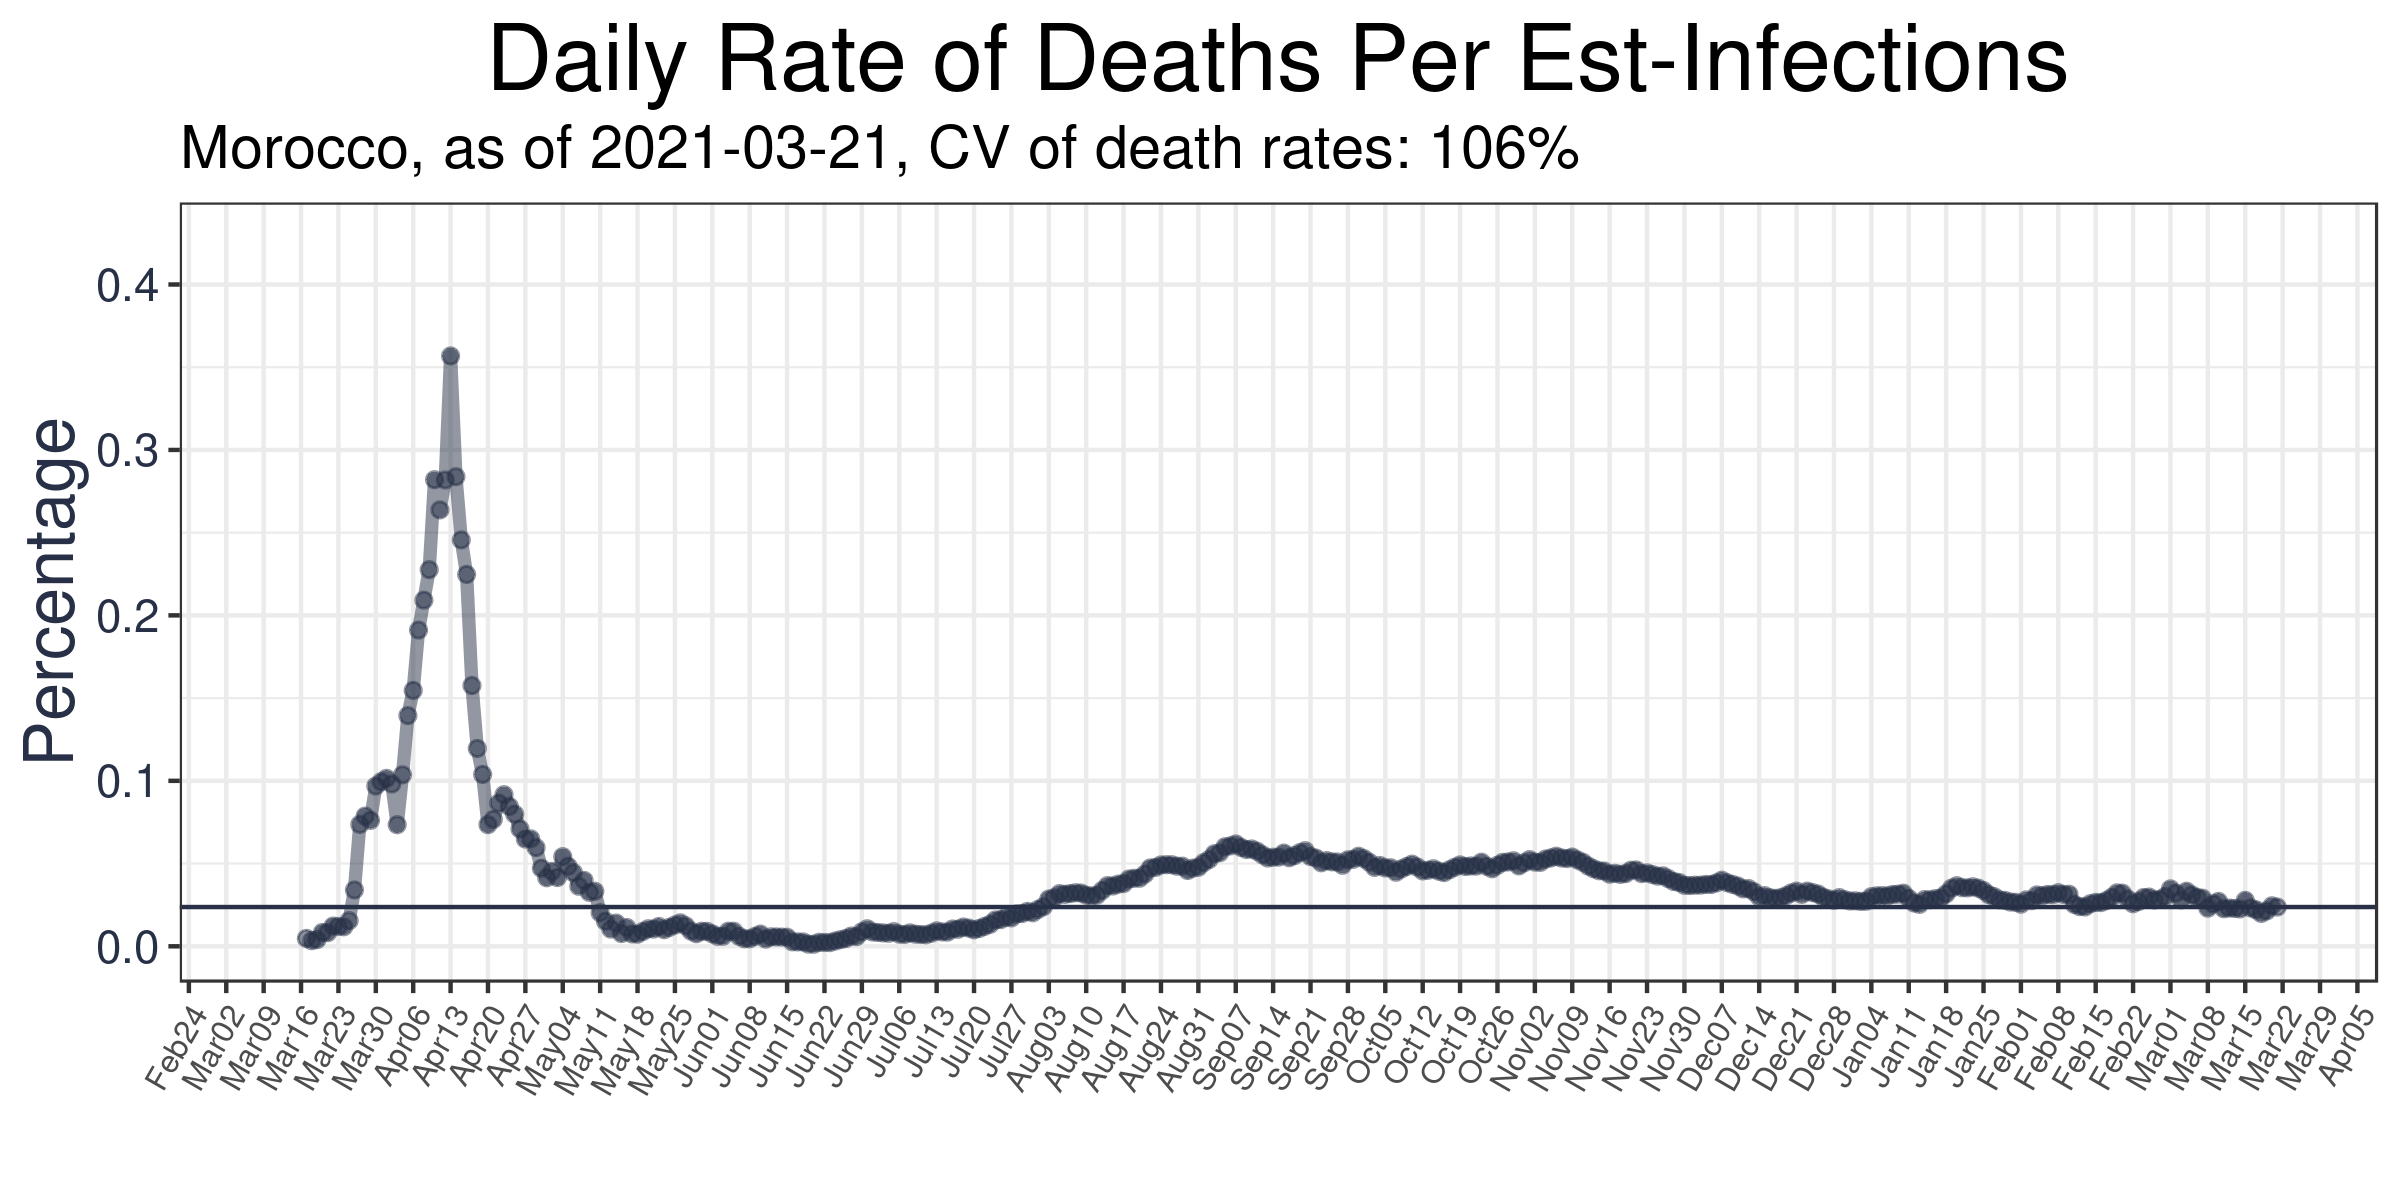 Daily Rate of Deaths Per Est-Infections
Morocco, as of 2021-03-21, CV of death rates: 106%
Percentage
0.4
0.3
0.2
0.1
0.0
Feb24
Mar02
Mar09
Mar16
Mar23
Mar30
Apr06
Apr13
Apr20
Apr27
May04
May11
May18
May25
Jun01
Jun08
Jun15
Jun22
Jun29
Jul06
Jul13
Jul20
Jul27
Aug03
Aug10
Aug17
Aug24
Aug31
Sep07
Sep14
Sep21
Sep28
Oct05
Oct12
Oct19
Oct26
Nov02
Nov09
Nov16
Nov23
Nov30
Dec07
Dec14
Dec21
Dec28
Jan04
Jan11
Jan18
Jan25
Feb01
Feb08
Feb15
Feb22
Mar01
Mar08
Mar15
Mar22
Mar29
Apr05